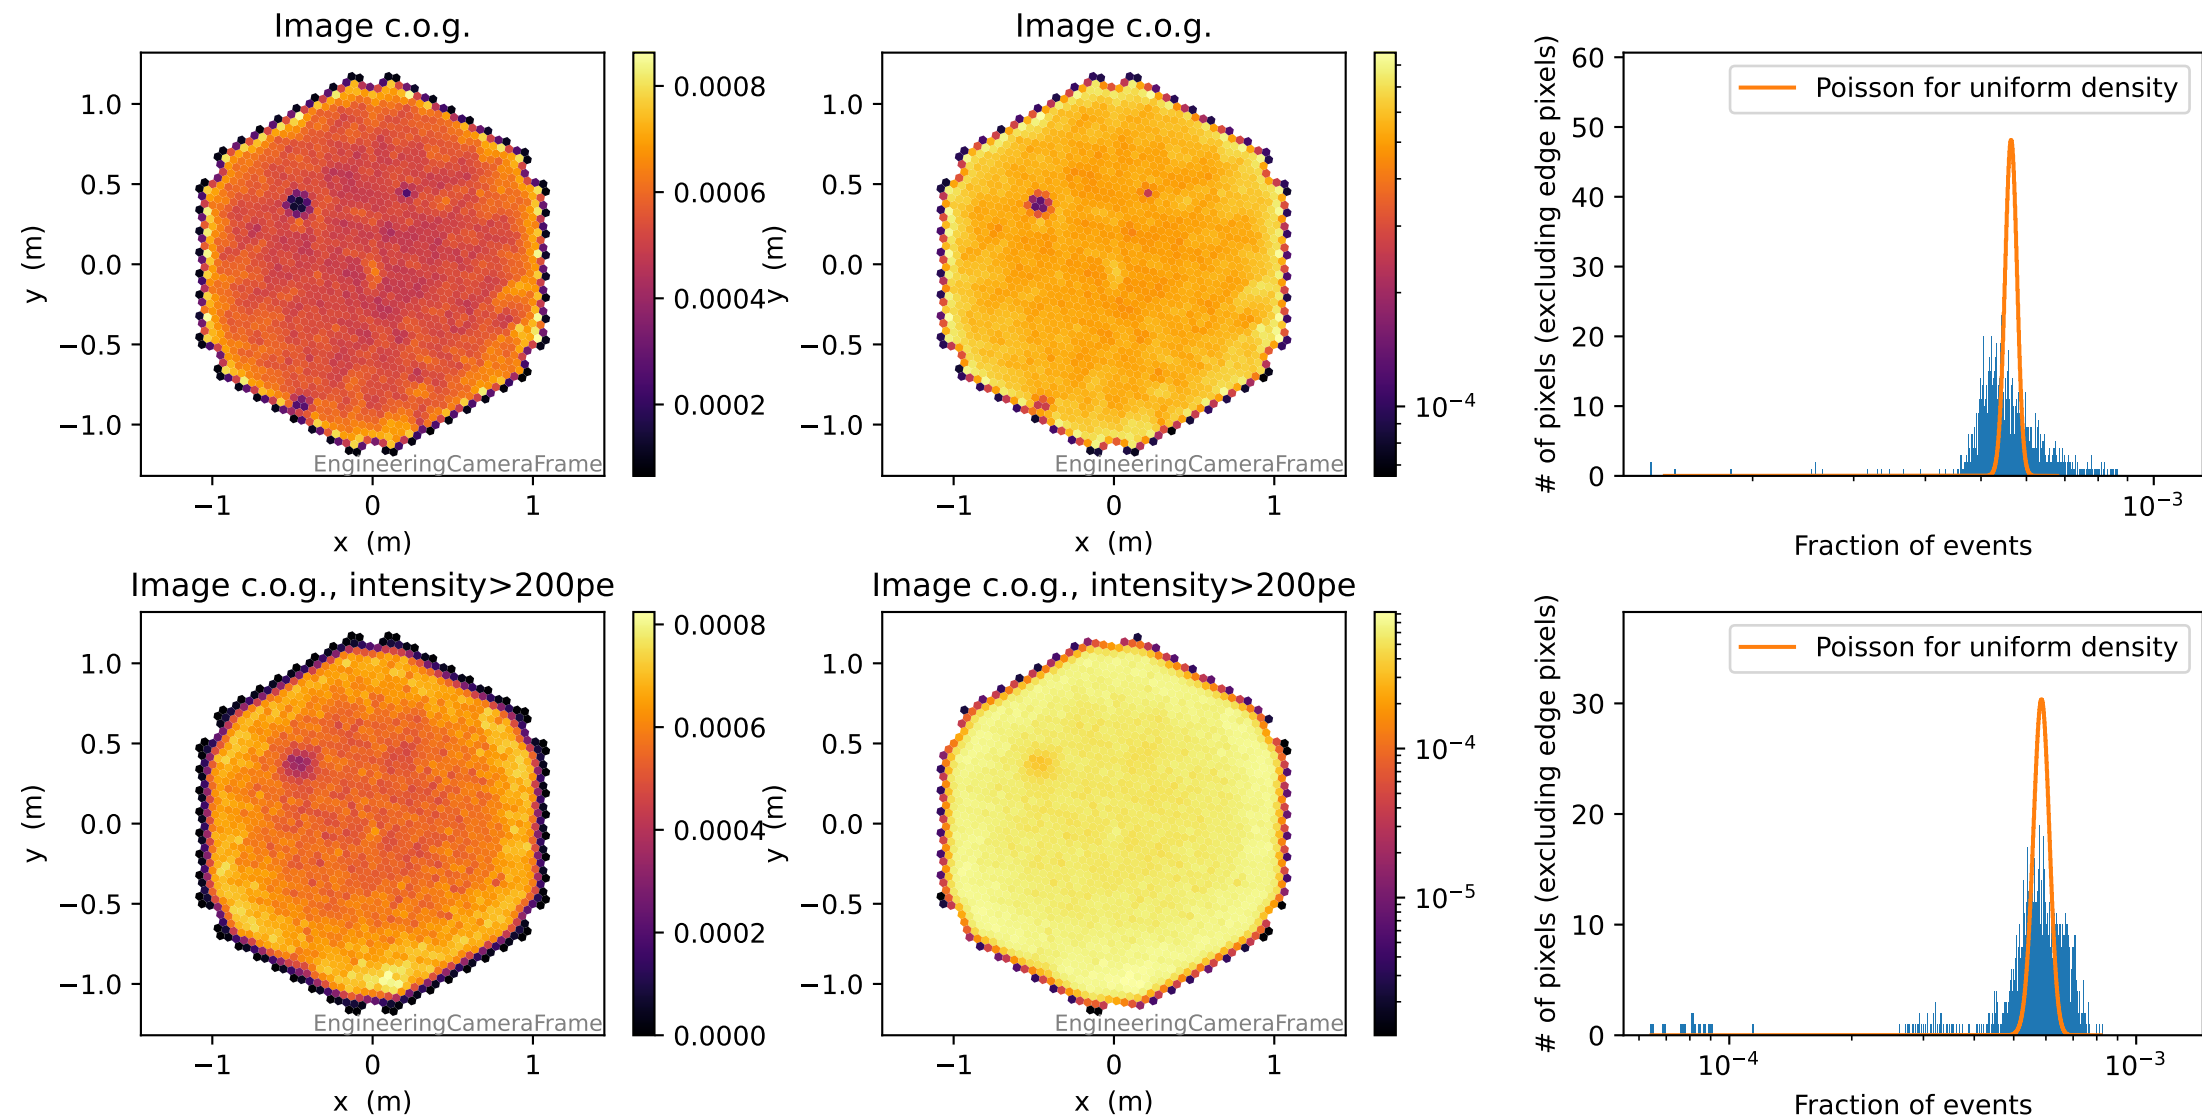 Image c.o.g.
1.0
0.5
0.0
−0.5
−1.0
y (m)
−1
0
1
x (m)
EngineeringCameraFrame
0.0008
0.0006
0.0004
0.0002
Image c.o.g.
1.0
0.5
0.0
−0.5
−1.0
y (m)
−1
0
1
x (m)
EngineeringCameraFrame
10−4
60
50
40
30
20
10
0
# of pixels (excluding edge pixels)
Poisson for uniform density
10−3
Fraction of events
Image c.o.g., intensity>200pe
1.0
0.5
0.0
−0.5
−1.0
y (m)
−1
0
1
x (m)
EngineeringCameraFrame
0.0008
0.0006
0.0004
0.0002
0.0000
Image c.o.g., intensity>200pe
1.0
0.5
0.0
−0.5
−1.0
y (m)
−1
0
1
x (m)
EngineeringCameraFrame
10−4
10−5
30
20
10
0
# of pixels (excluding edge pixels)
Poisson for uniform density
10−4
10−3
Fraction of events